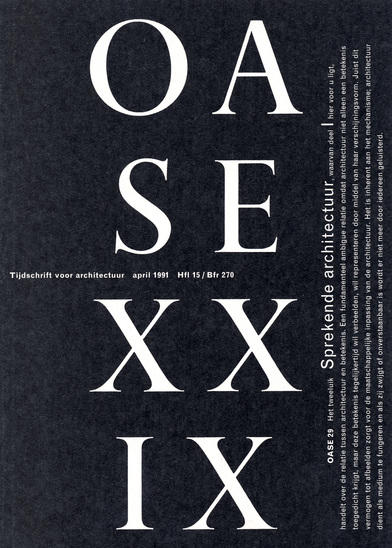 OA
SE
Tijdschrift voor architectuur april 1991 Hfl 15 / Bfr 270
XX
IX
OASE 29 Het tweeluik Sprekende architectuur, waarvan deel I hier voor u ligt,
handelt over de relatie tussen architectuur en betekenis. Een fundamenteel ambigue relatie omdat architectuur niet alleen een betekenis
toegedicht krijgt, maar deze betekenis tegelijkertijd wil verbeelden, wil representeren door middel van haar verschijningsvorm. Juist dit
vermogen tot afbeelden zorgt voor de maatschappelijke inpassing van de architectuur. Het is inherent aan het mechanisme; architectuur
dient als medium te fungeren en als zij zwijgt of onverstaanbaar is wordt er niet meer door iedereen geluisterd.